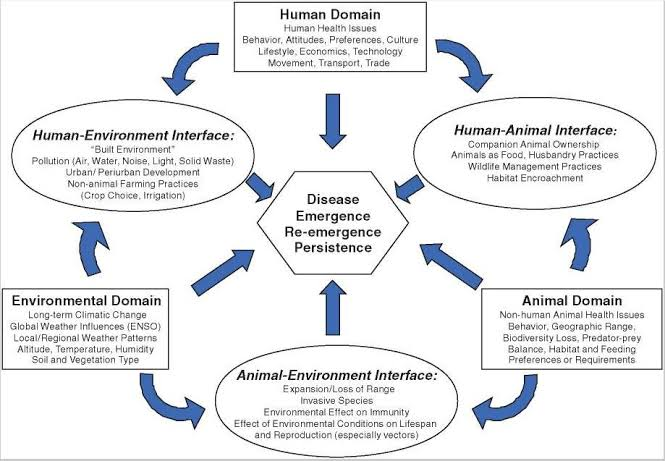 Human Domain
Human Health Issues
Behavior, Attitudes, Preferences, Culture
Lifestyle, Economics, Technology
Movement, Transport, Trade
Human-Environment Interface:
“Built Environment”
Pollution (Air, Water, Noise, Light, Solid Waste)
Urban/ Periurban Development
Non-animal Farming Practices
(Crop Choice, Irrigation)
Human-Animal Interface:
Companion Animal Ownership
Animals as Food, Husbandry Practices
Wildlife Management Practices
Habitat Encroachment
Disease
Emergence
Re-emergence
Persistence
Environmental Domain
Long-term Climatic Change
Global Weather Influences (ENSO)
Local/Regional Weather Patterns
Altitude, Temperature, Humidity
Soil and Vegetation Type
Animal Domain
Non-human Animal Health Issues
Behavior, Geographic Range,
Biodiversity Loss, Predator-prey
Balance, Habitat and Feeding
Preferences or Requirements
Animal-Environment Interface:
Expansion/Loss of Range
Invasive Species
Environmental Effect on Immunity
Effect of Environmental Conditions on Lifespan
and Reproduction (especially vectors)